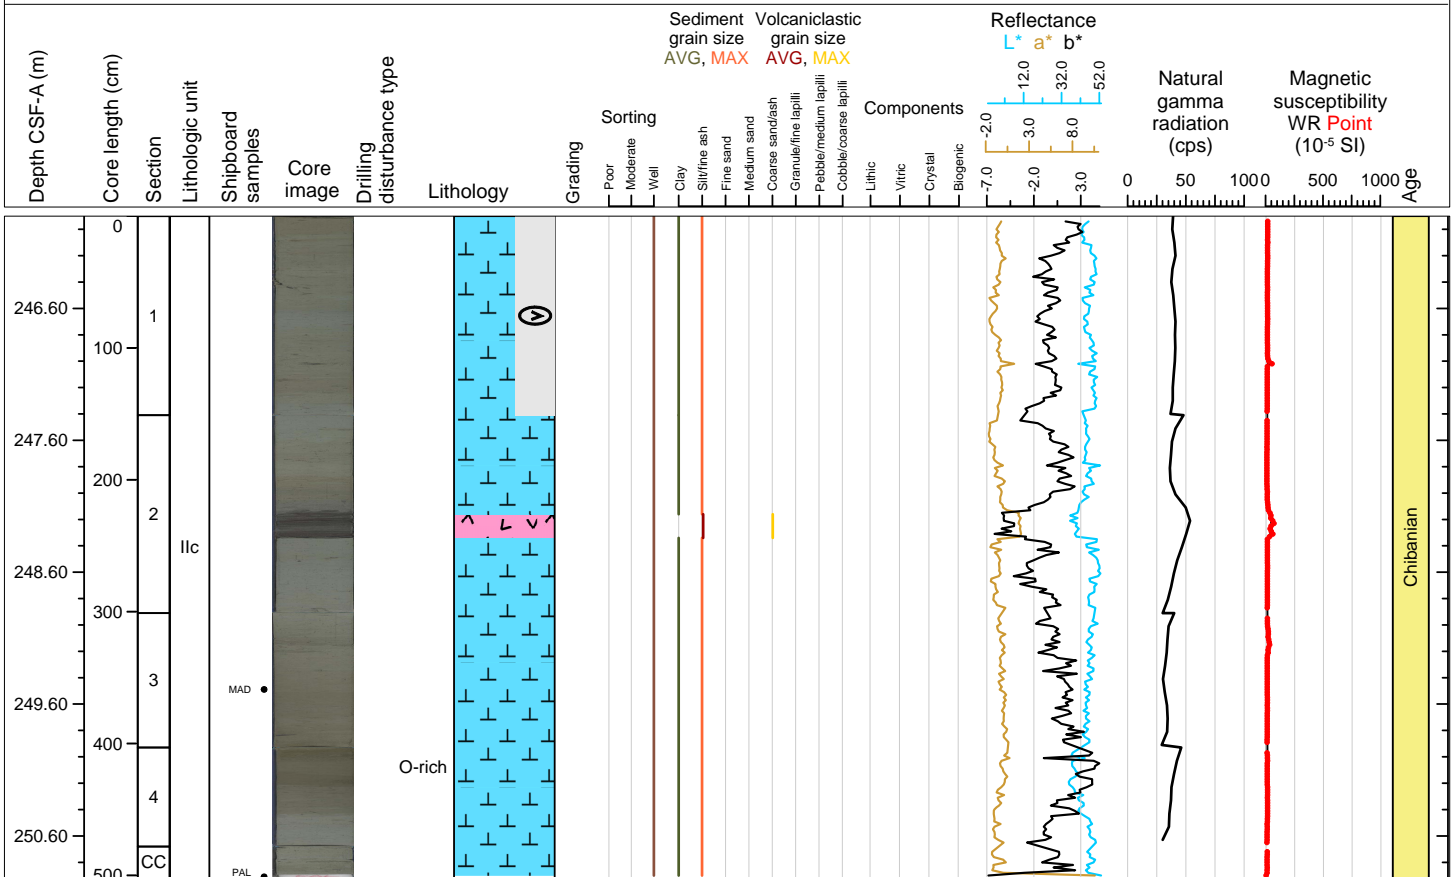 Depth CSF-A (m)
Core length (cm)
Section
Lithologic unit
Shipboard
samples
Core
image
Drilling
disturbance type
Lithology
Grading
Sorting
Poor
Moderate
Well
Sediment
grain size
AVG, MAX
Volcaniclastic
grain size
AVG, MAX
Clay
Silt/fine ash
Fine sand
Medium sand
Coarse sand/ash
Granule/fine lapilli
Pebble/medium lapilli
Cobble/coarse lapilli
Components
Lithic
Vitric
Crystal
Biogenic
Reflectance
L* a* b*
12.0 32.0 52.0
-2.0 3.0 8.0
-7.0 -2.0 3.0
Natural
gamma
radiation
(cps)
0 50 100
Magnetic
susceptibility
WR Point
(10-5 SI)
0 500 1000
Age
0
246.60
1
100
247.60
200
2
IIc
248.60
Chibanian
300
3
MAD
249.60
400
O-rich
4
250.60
CC
PAL
500